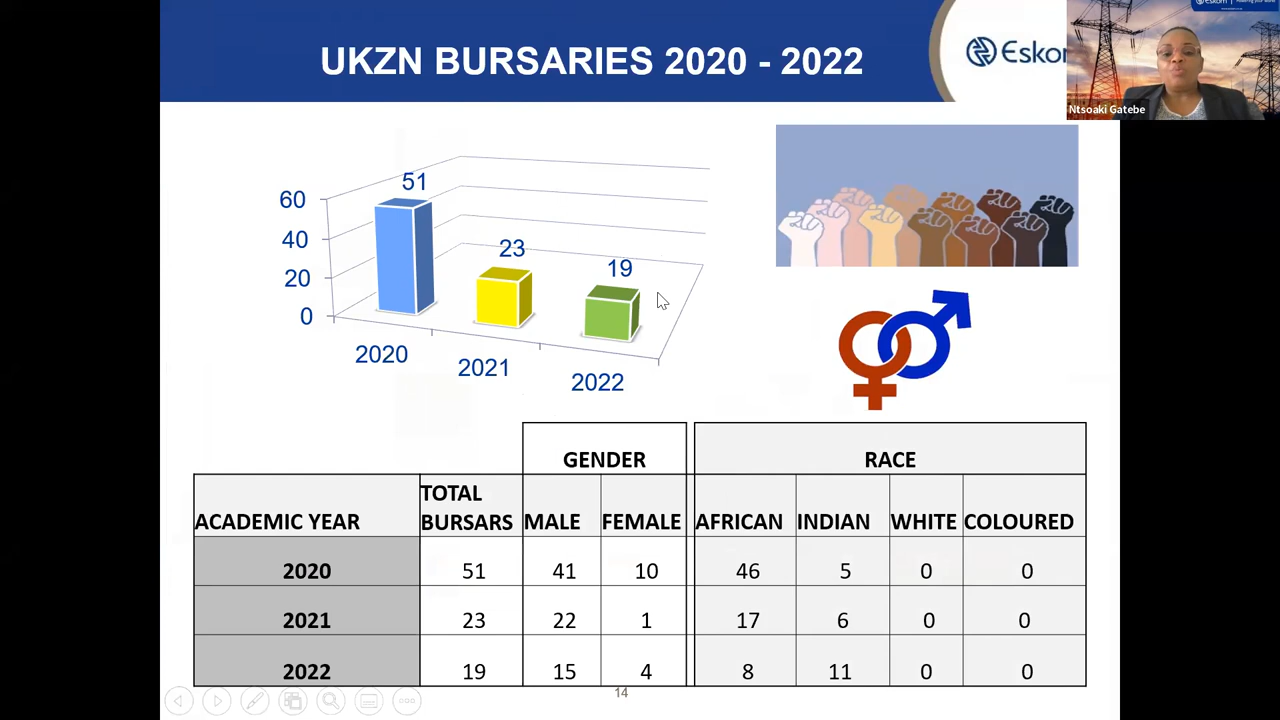 UKZN BURSARIES 2020 - 2022
Eskom
Eskom
Ntsoaki Gatebe
60
40
20
0
51
23
19
2020
2021
2022
GENDER
RACE
ACADEMIC YEAR
TOTAL BURSARS
MALE
FEMALE
AFRICAN
INDIAN
WHITE
COLOURED
2020 51 41 10 46 5 0 0
2021 23 22 1 17 6 0 0
2022 19 15 4 8 11 0 0
14